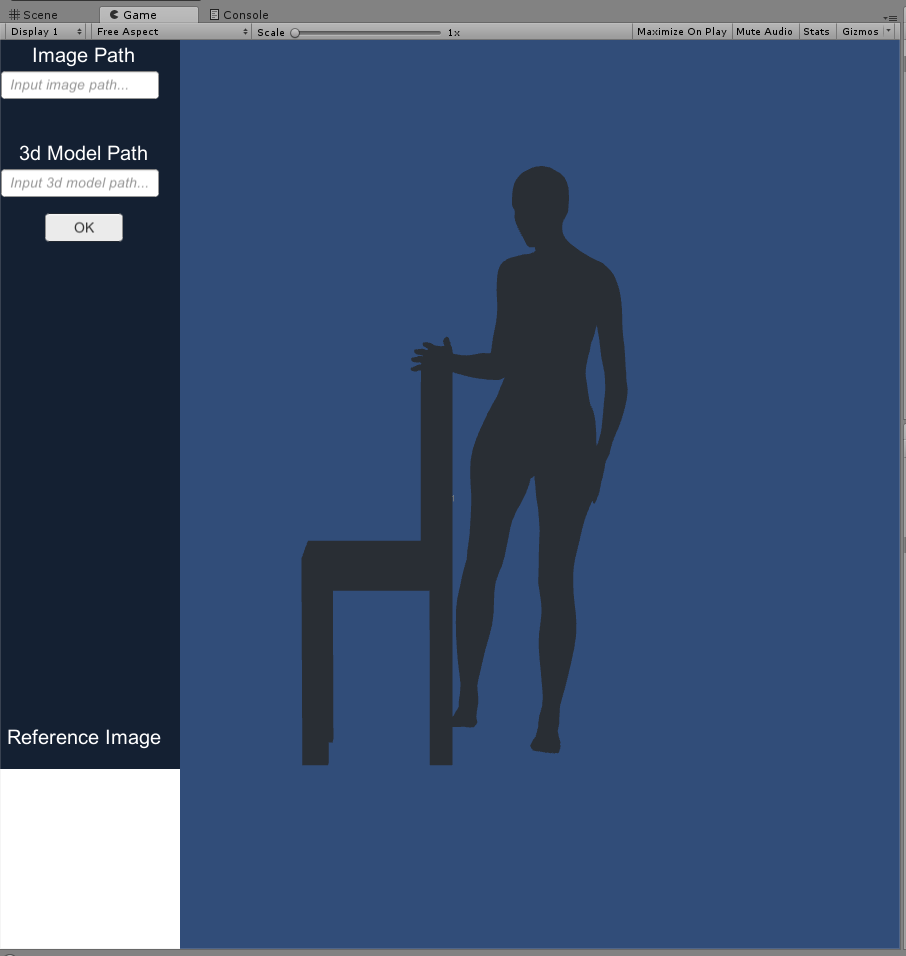 Scene Game Console
Display 1 Free Aspect Scale 1x Maximize On Play Mute Audio Stats Gizmos
Image Path
Input image path...
3d Model Path
Input 3d model path...
OK
Reference Image